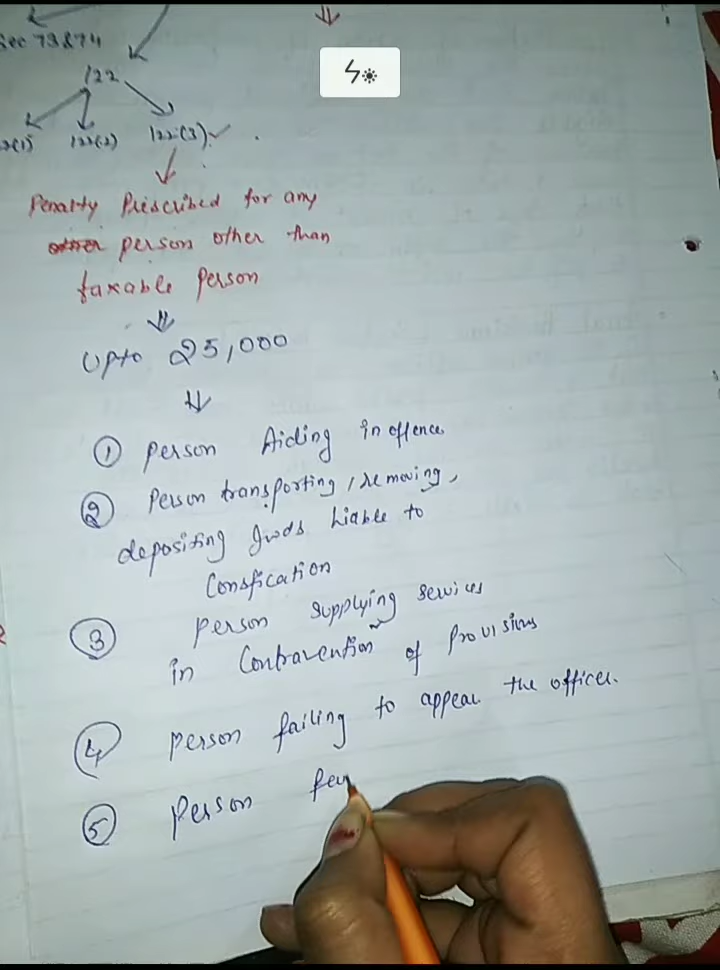 Sec 73&74
122
122(2) 122(3)
Penalty Prescribed for any
person other than
taxable Person
Upto 25,000
① person Aiding in offence
② Person transporting, removing,
depositing goods Liable to
Consfication
③ Person supplying services
in Contravention of Provisions
④ person failing to appear the officer.
⑤ Person